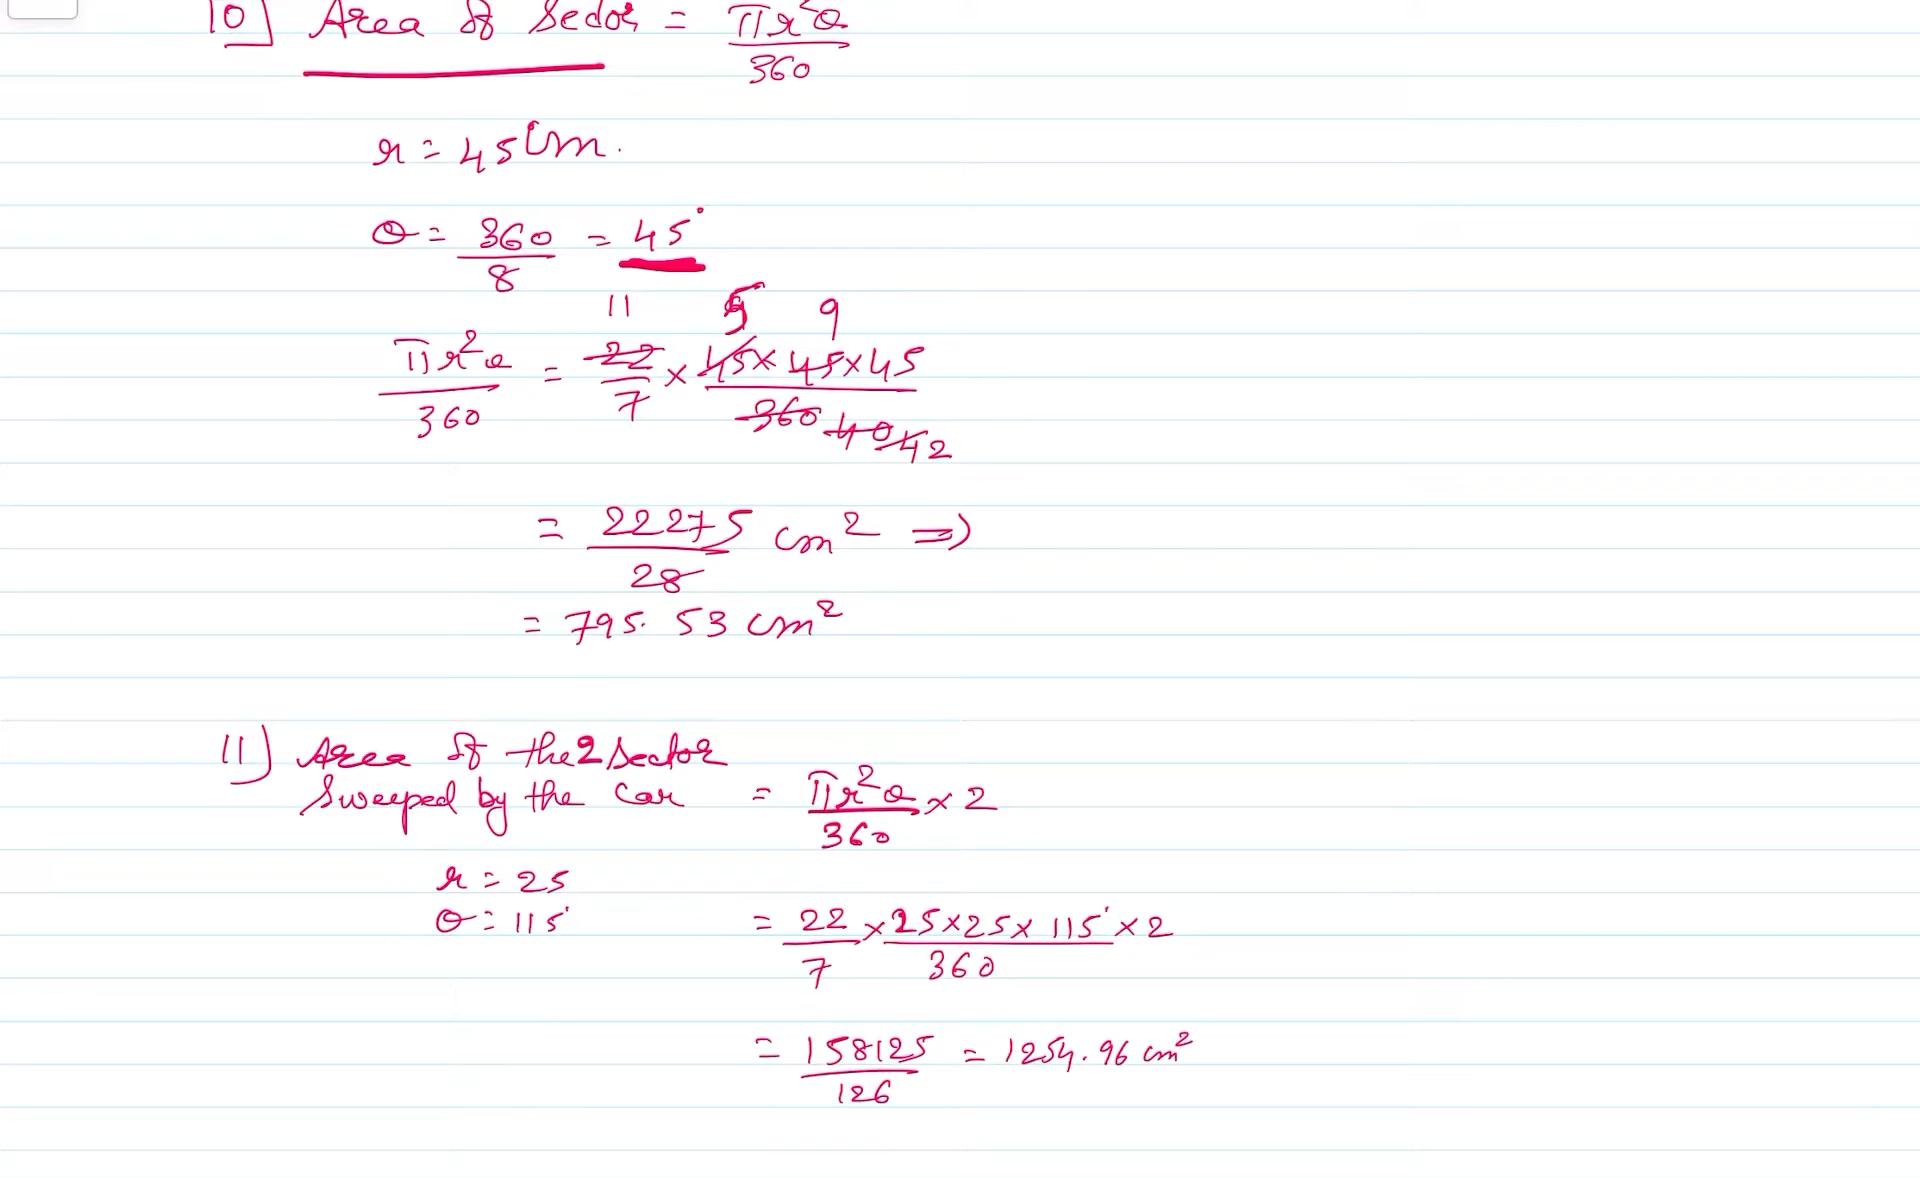 10] Area of Sector = πr²θ/360
r = 45 cm.
θ = 360/8 = 45°
11 5 9
πr²θ/360 = 22/7 × 45×45×45/360 40 42
= 22275/28 cm² ⇒
= 795.53 cm²
11) Area of the 2 Sector
Sweeped by the car = πr²θ/360 × 2
r = 25
θ = 115°
= 22/7 × 25×25×115°/360 × 2
= 158125/126 = 1254.96 cm²